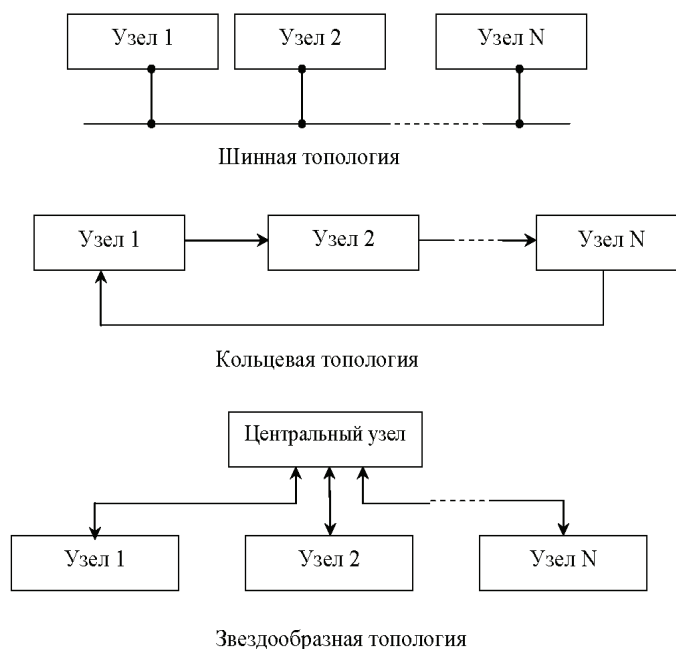 Узел 1
Узел 2
Узел N
Шинная топология
Узел 1
Узел 2
Узел N
Кольцевая топология
Центральный узел
Узел 1
Узел 2
Узел N
Звездообразная топология